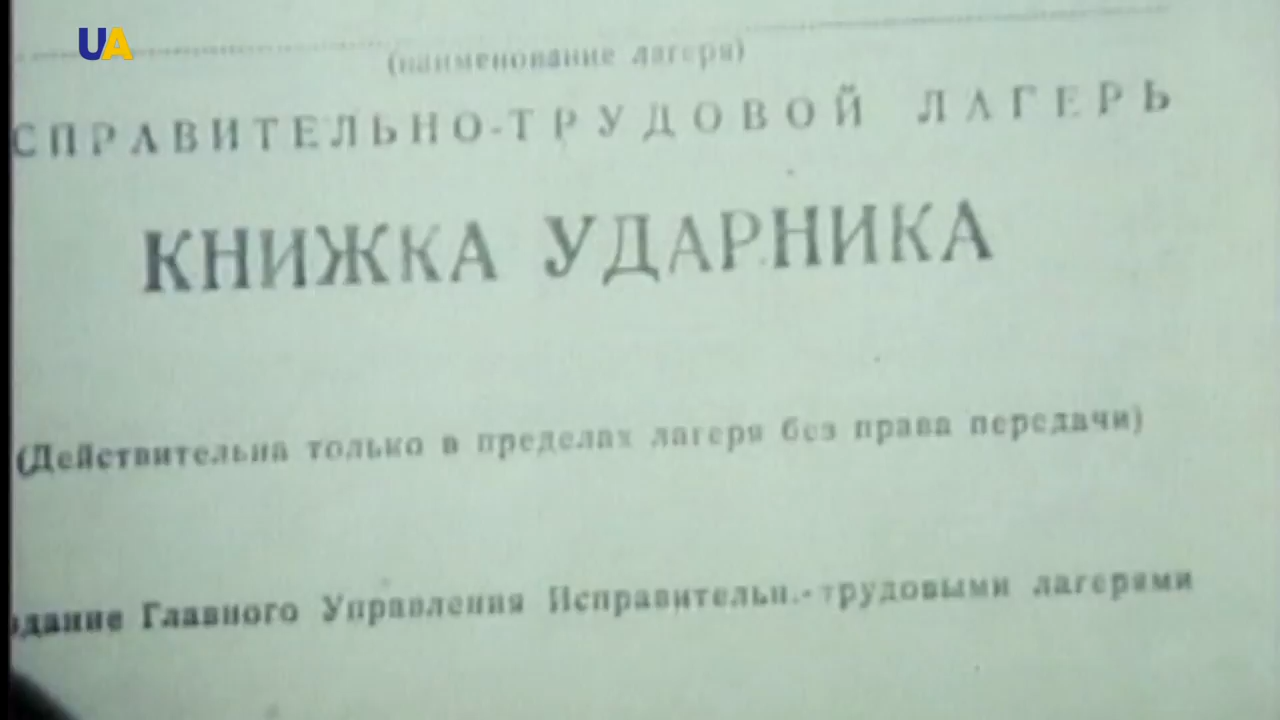 UA
(наименование лагеря)
СПРАВИТЕЛЬНО-ТРУДОВОЙ ЛАГЕРЬ
КНИЖКА УДАРНИКА
(Действительна только в пределах лагеря без права передачи)
здание Главного Управления Исправительн.-трудовыми лагерями